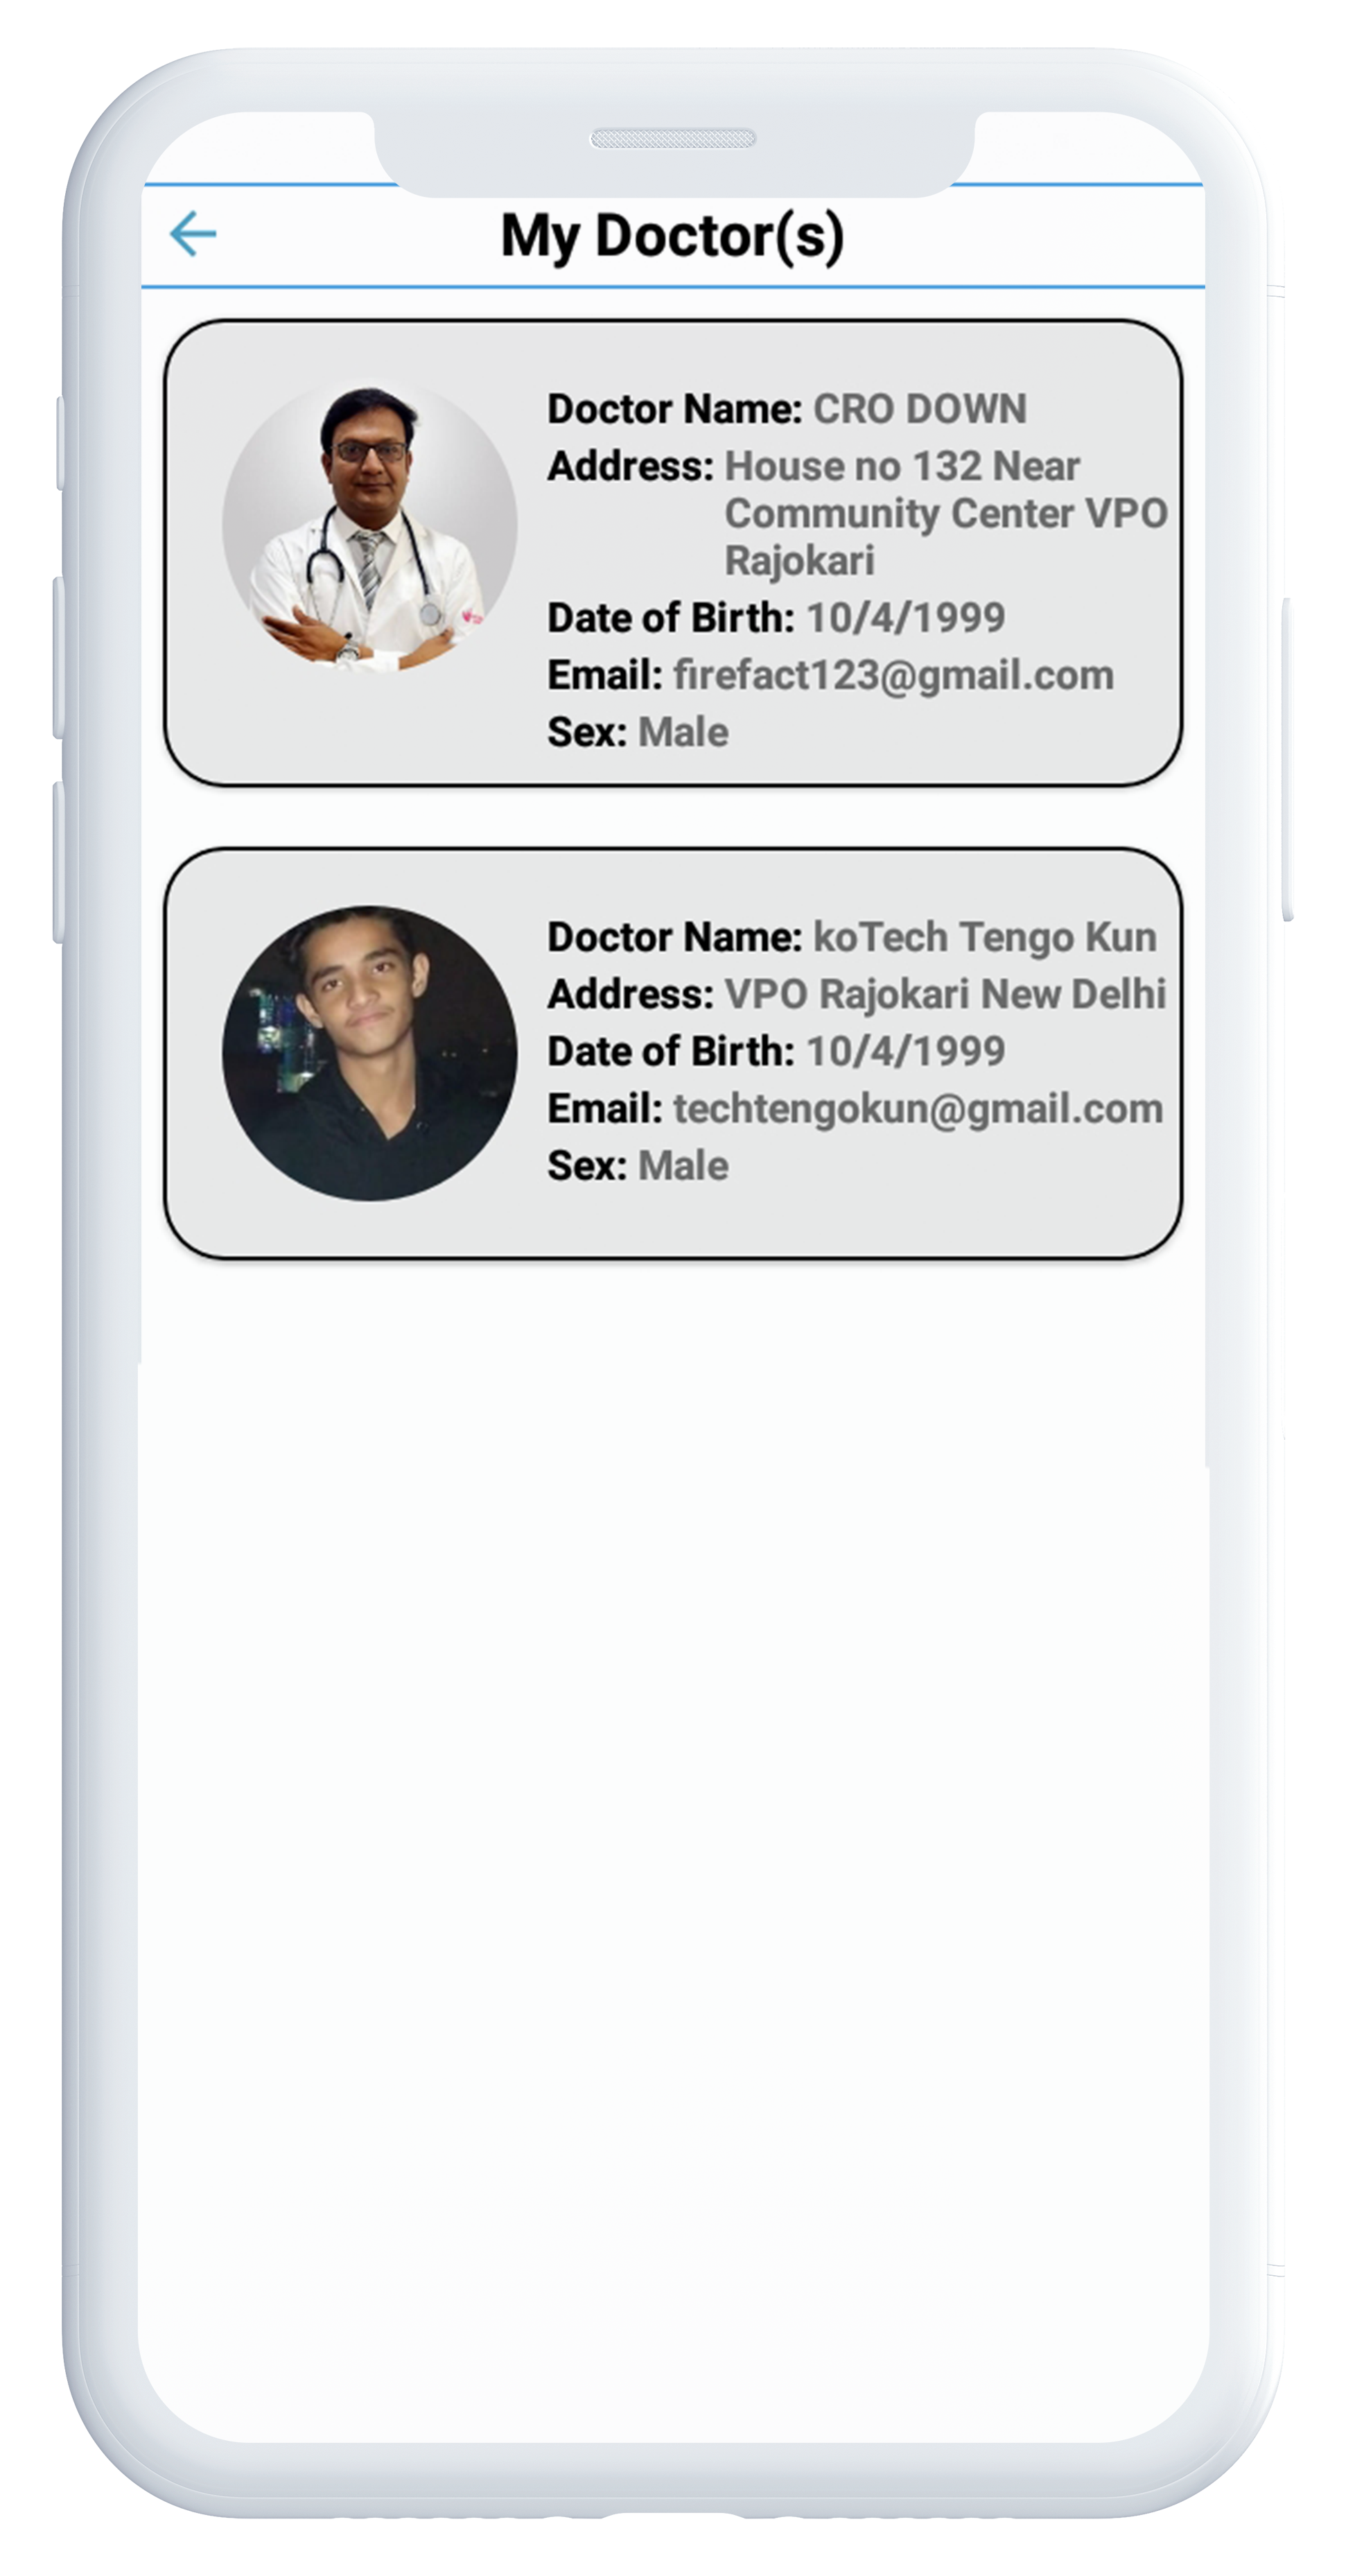 My Doctor(s)
Doctor Name: CRO DOWN
Address: House no 132 Near
Community Center VPO
Rajokari
Date of Birth: 10/4/1999
Email: firefact123@gmail.com
Sex: Male
Doctor Name: koTech Tengo Kun
Address: VPO Rajokari New Delhi
Date of Birth: 10/4/1999
Email: techtengokun@gmail.com
Sex: Male